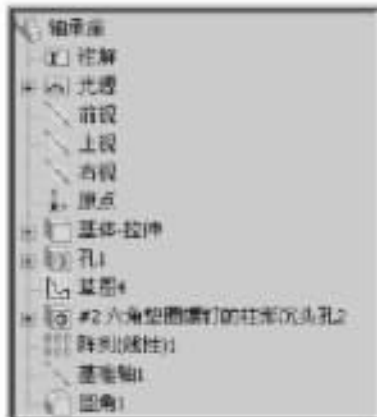 轴承座
注解
光源
前视
上视
右视
原点
基体-拉伸
孔1
草图4
#2 六角垫圈螺钉的柱形沉头孔2
阵列(线性)1
基准轴1
圆角1